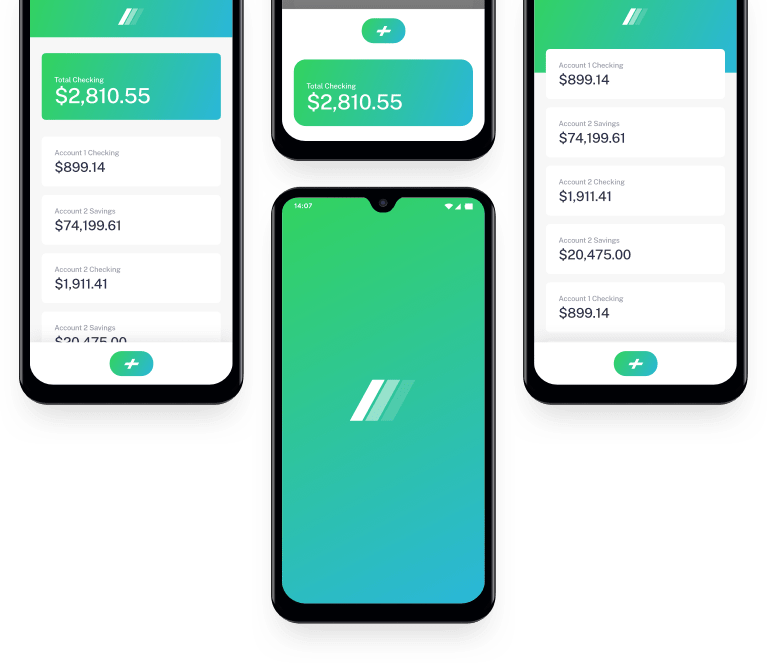 Total Checking
$2,810.55
Account 1 Checking
$899.14
Account 2 Savings
$74,199.61
Account 2 Checking
$1,911.41
Account 2 Savings
$20,475.00
Total Checking
$2,810.55
14:07
Account 1 Checking
$899.14
Account 2 Savings
$74,199.61
Account 2 Checking
$1,911.41
Account 2 Savings
$20,475.00
Account 1 Checking
$899.14